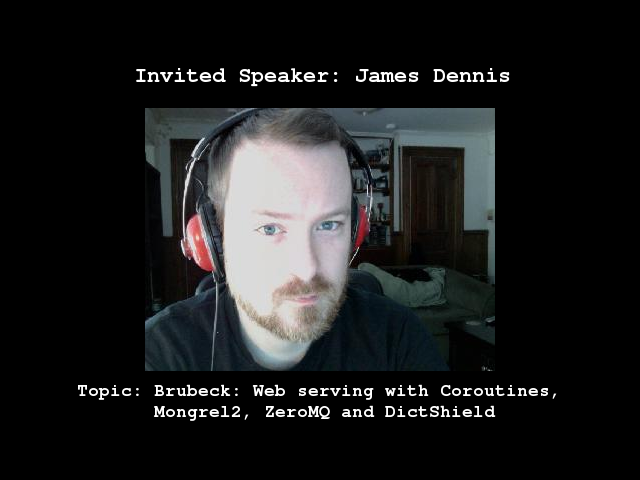 Invited Speaker: James Dennis
Topic: Brubeck: Web serving with Coroutines,
Mongrel2, ZeroMQ and DictShield